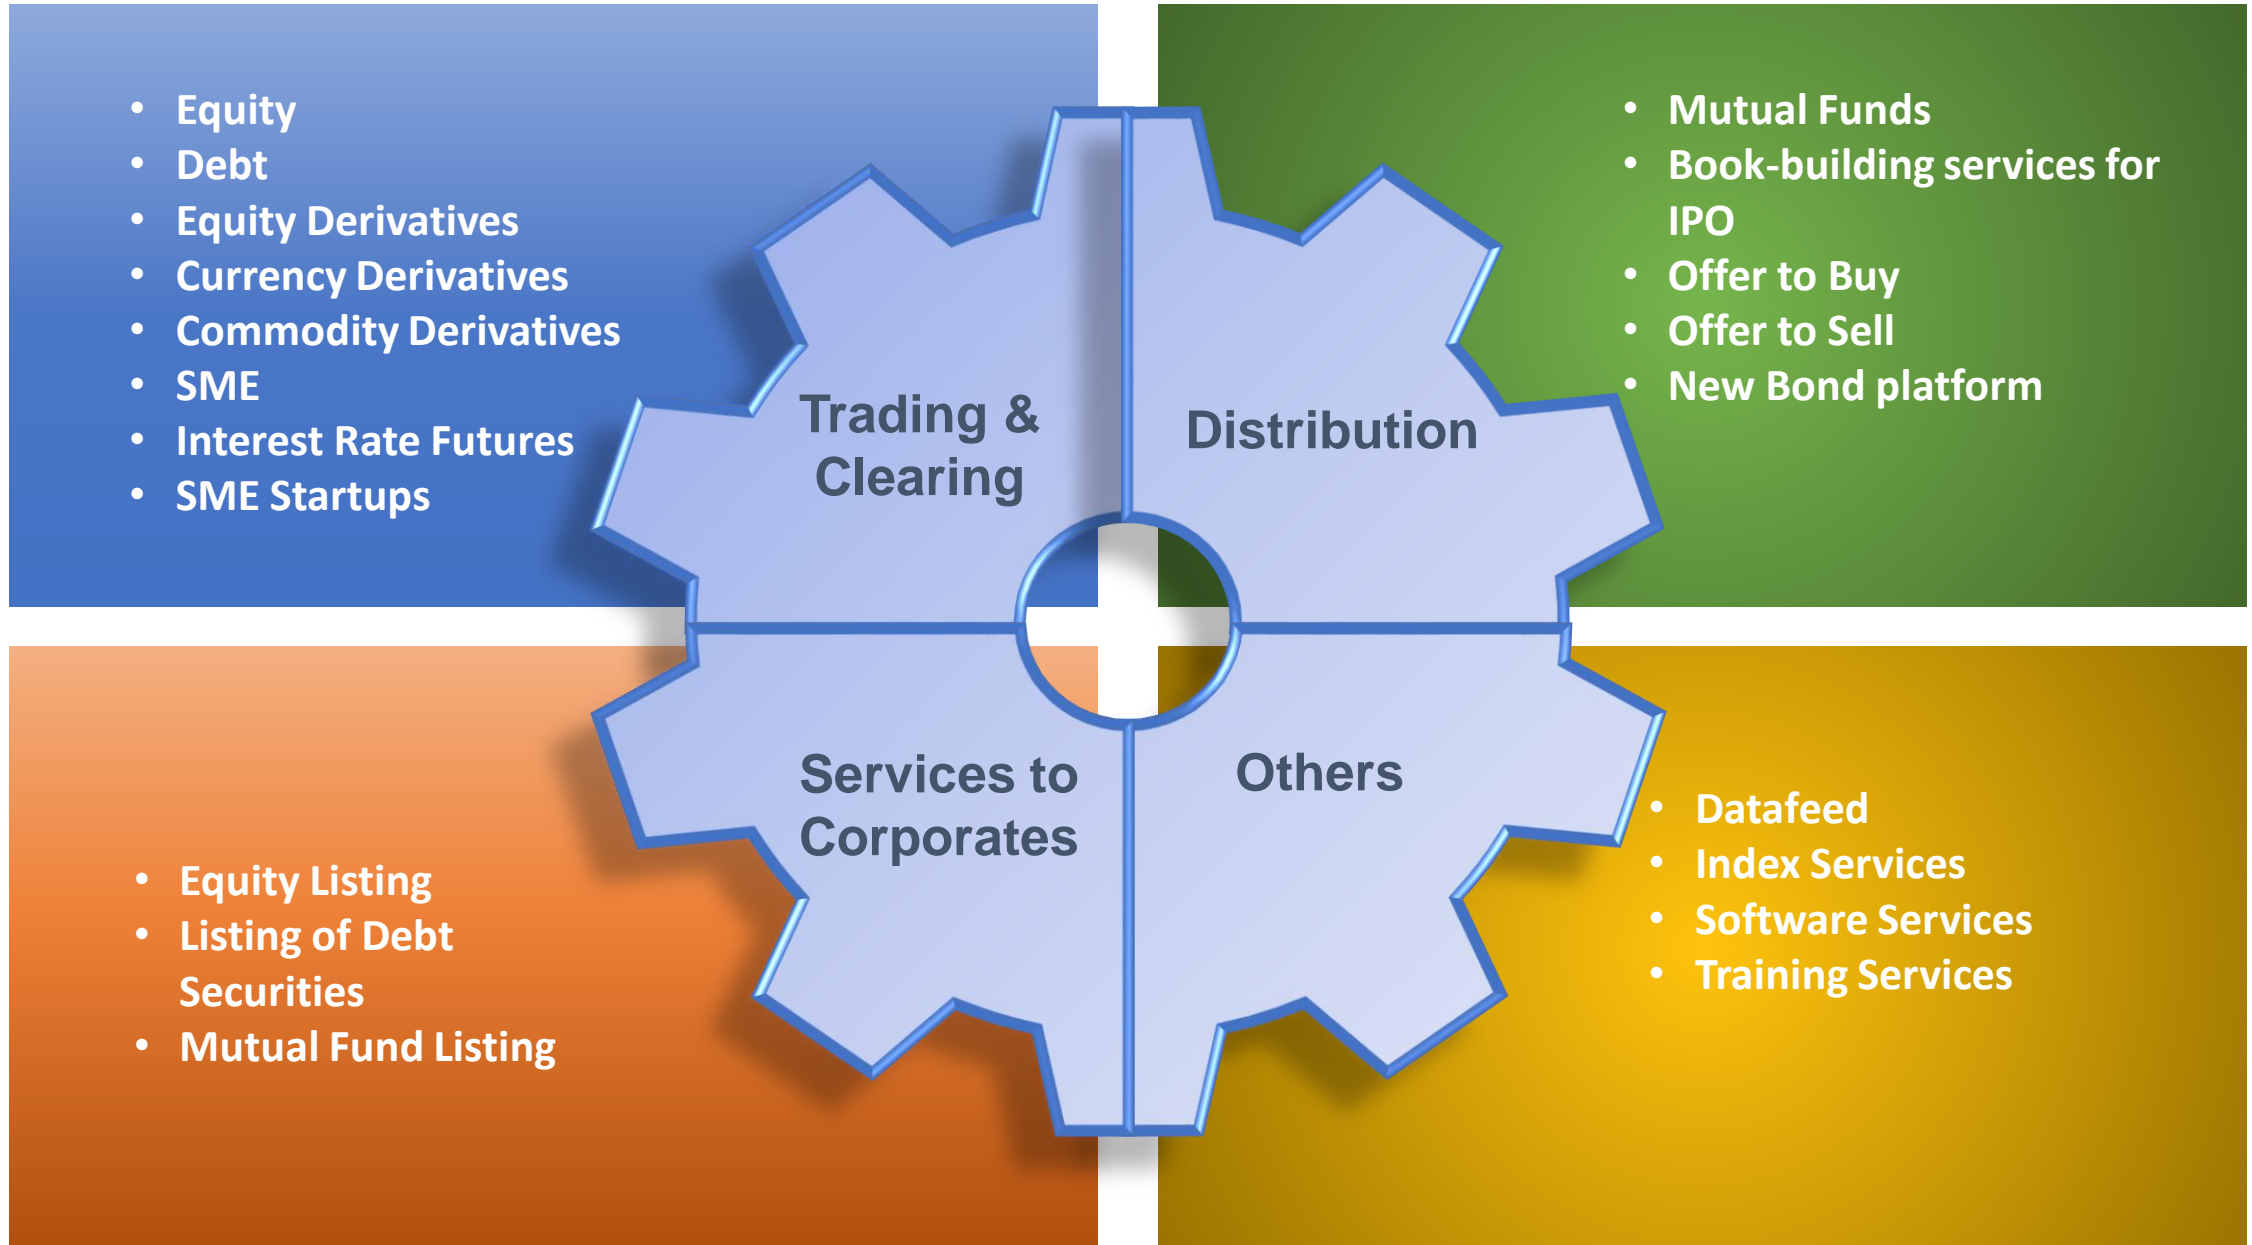 • Equity
• Debt
• Equity Derivatives
• Currency Derivatives
• Commodity Derivatives
• SME
• Interest Rate Futures
• SME Startups
Trading &
Clearing
• Mutual Funds
• Book-building services for
IPO
• Offer to Buy
• Offer to Sell
• New Bond platform
Distribution
Services to
Corporates
• Equity Listing
• Listing of Debt
Securities
• Mutual Fund Listing
Others
• Datafeed
• Index Services
• Software Services
• Training Services